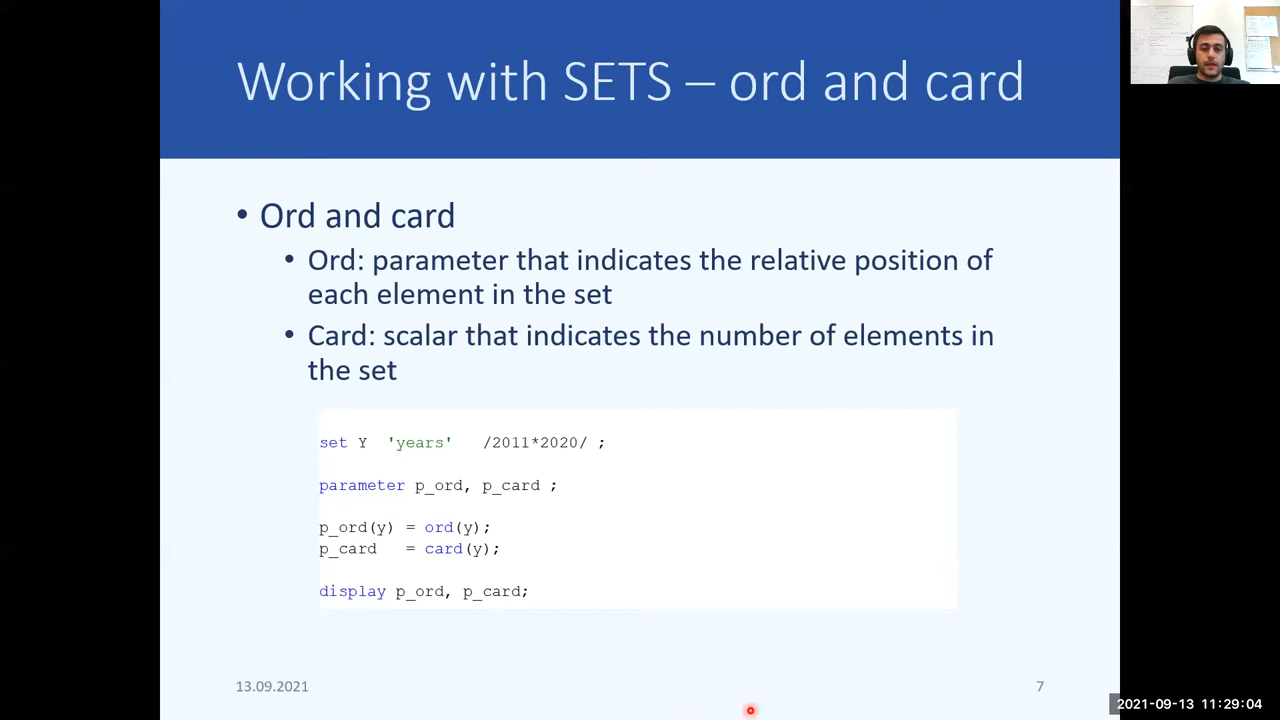 Working with SETS – ord and card
• Ord and card
• Ord: parameter that indicates the relative position of
each element in the set
• Card: scalar that indicates the number of elements in
the set
set Y 'years' /2011*2020/ ;
parameter p_ord, p_card ;
p_ord(y) = ord(y);
p_card = card(y);
display p_ord, p_card;
13.09.2021
7
2021-09-13 11:29:04